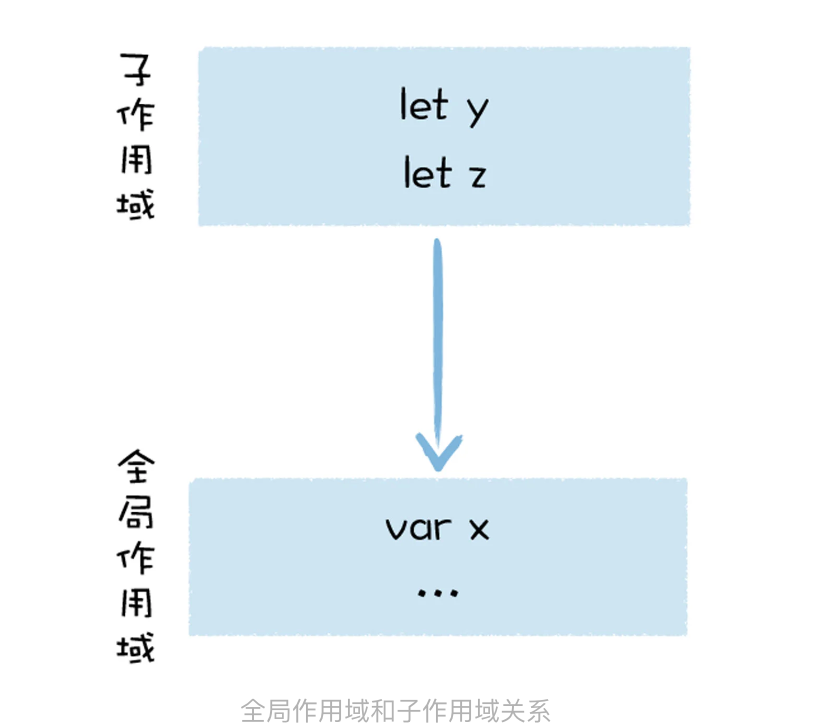 子作用域
let y
let z
全局作用域
var x
...
全局作用域和子作用域关系